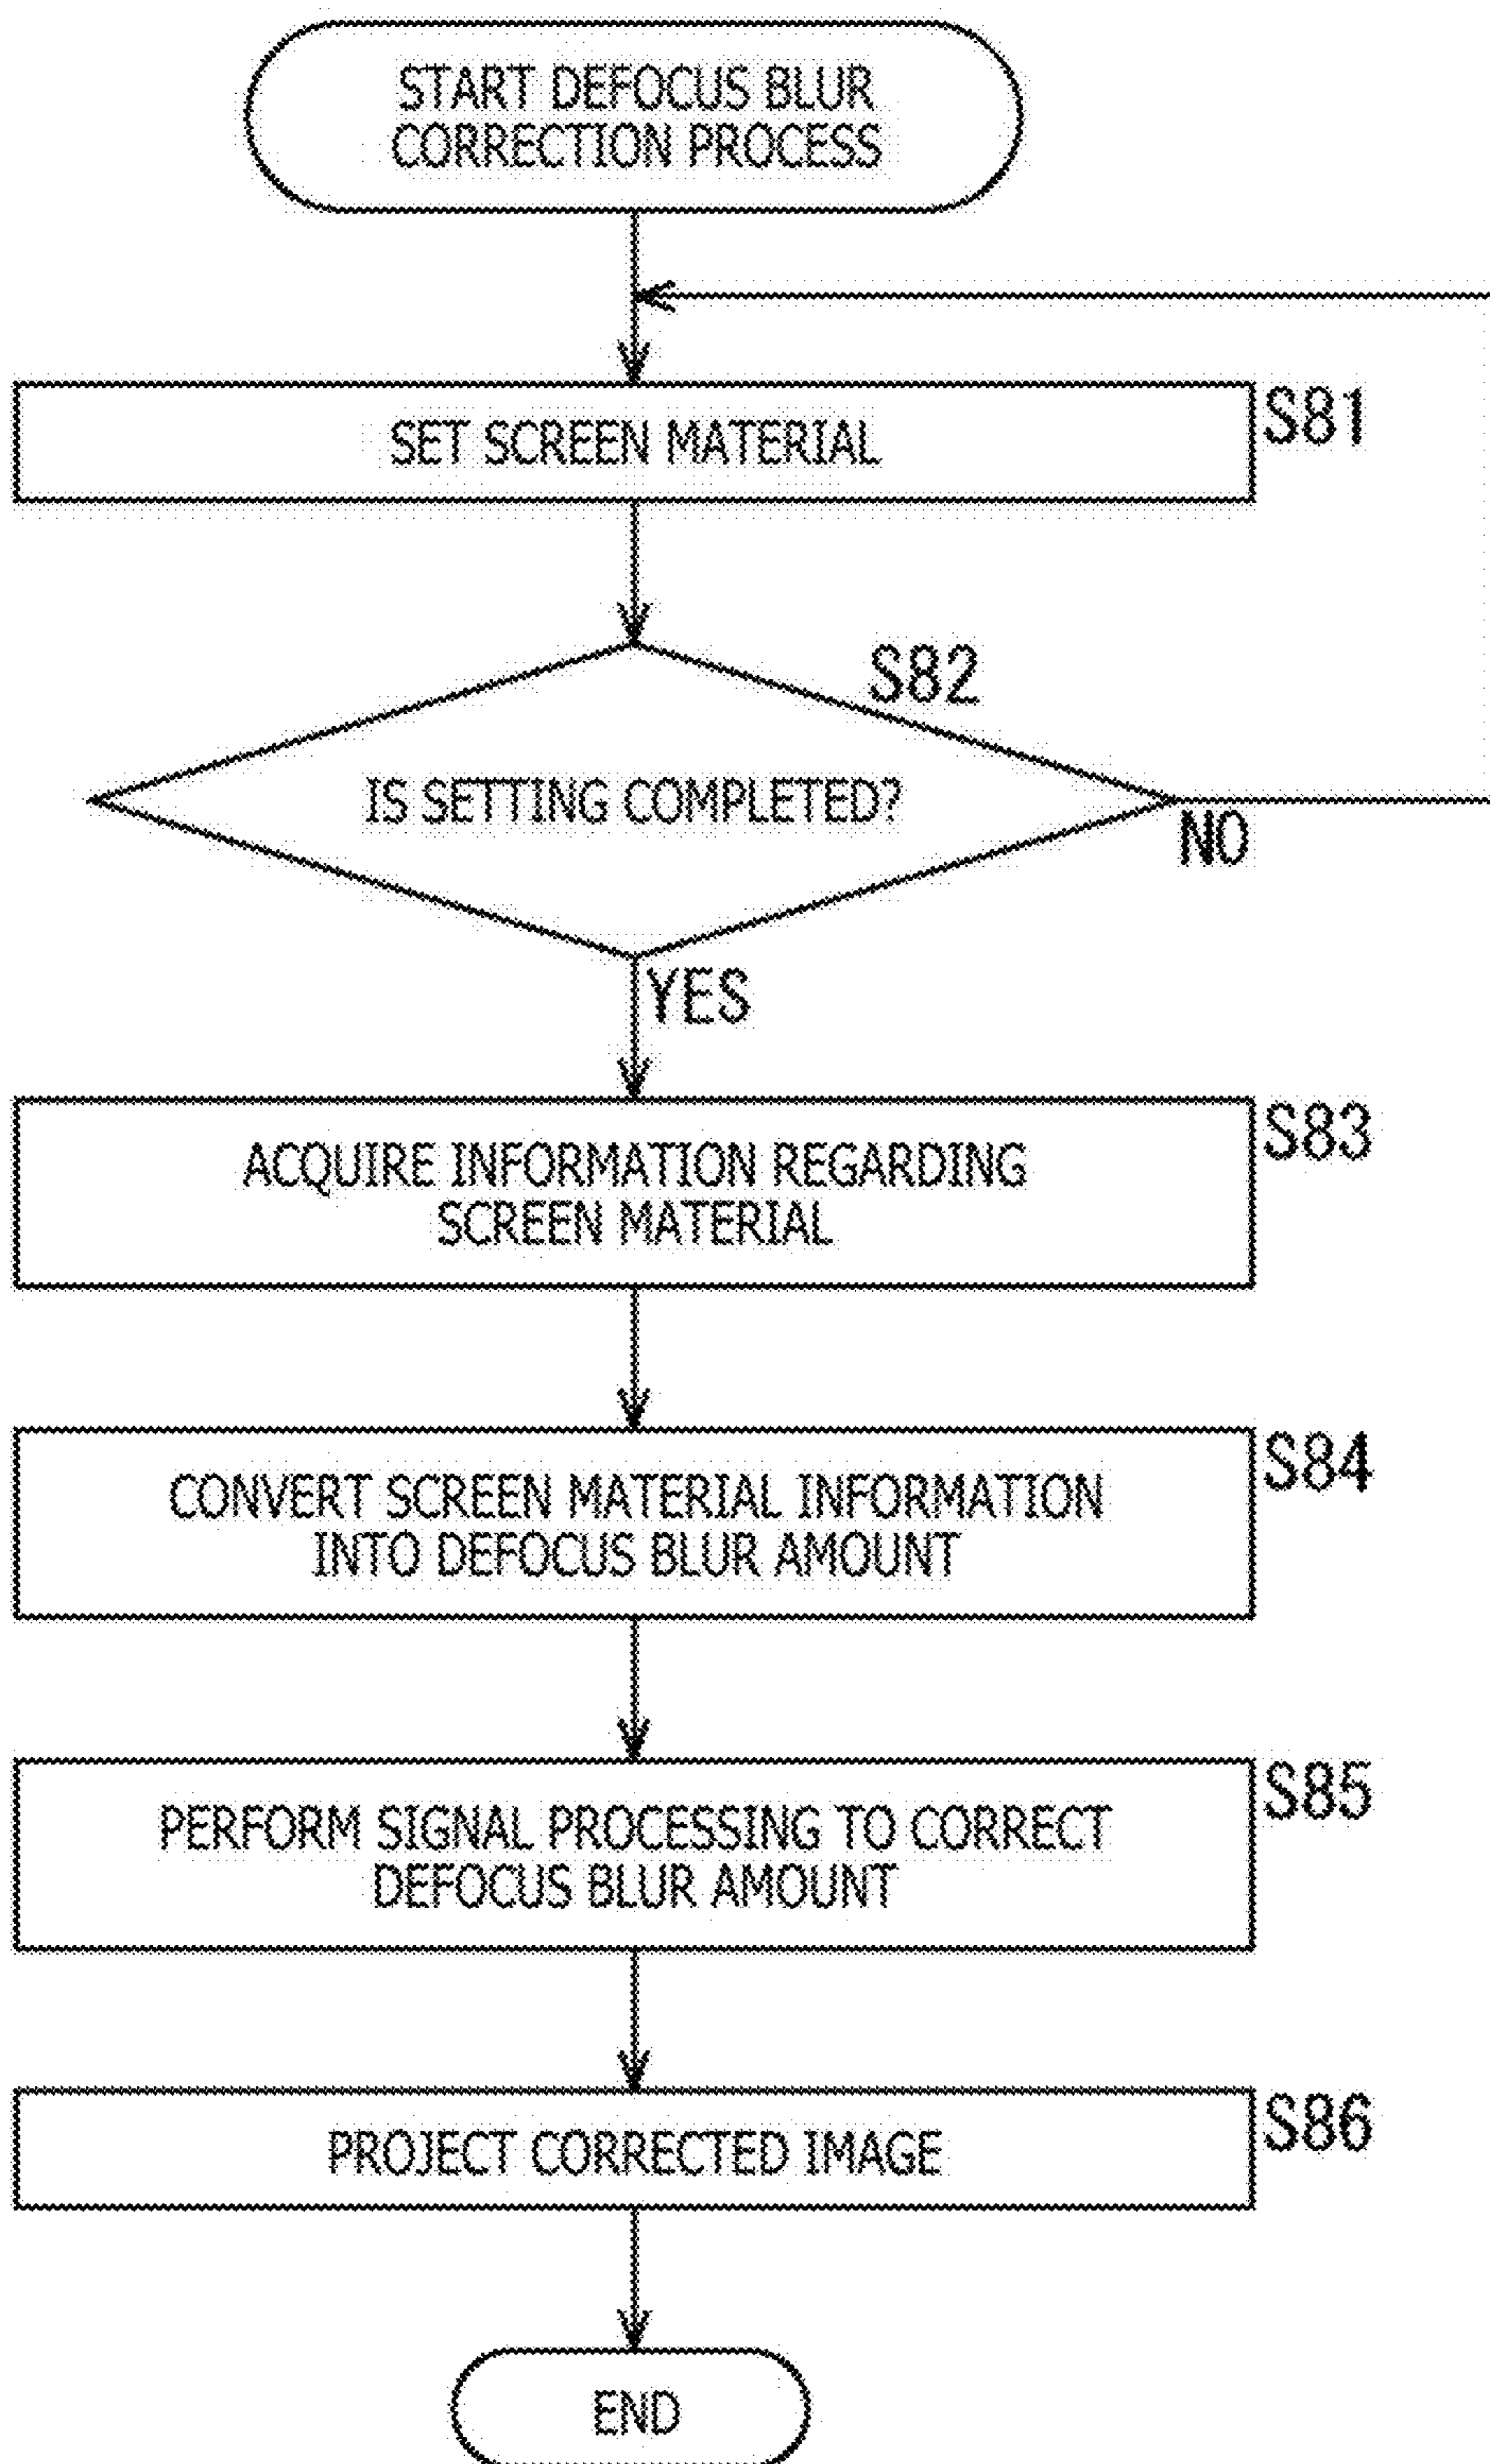 START DEFOCUS BLUR
CORRECTION PROCESS
SET SCREEN MATERIAL
S81
S82
IS SETTING COMPLETED?
NO
YES
S83
ACQUIRE INFORMATION REGARDING
SCREEN MATERIAL
S84
CONVERT SCREEN MATERIAL INFORMATION
INTO DEFOCUS BLUR AMOUNT
S85
PERFORM SIGNAL PROCESSING TO CORRECT
DEFOCUS BLUR AMOUNT
S86
PROJECT CORRECTED IMAGE
END